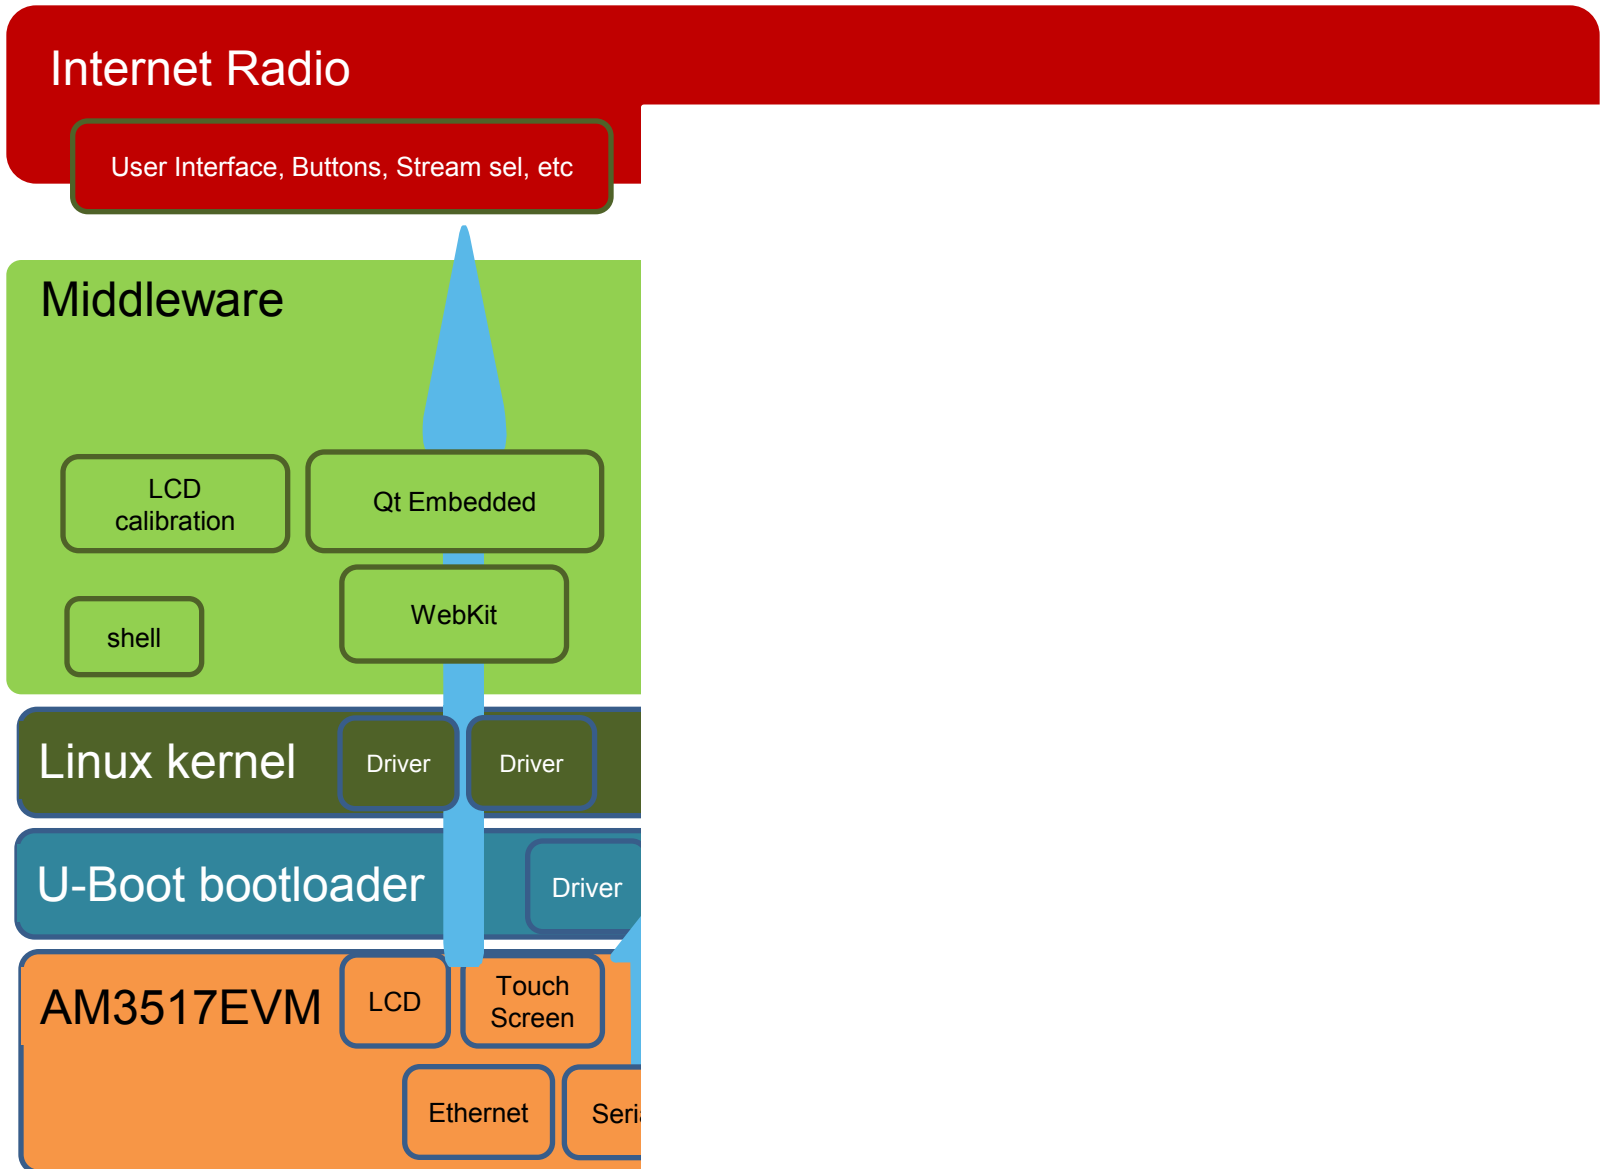 Internet Radio
User Interface, Buttons, Stream sel, etc
Middleware
LCD
calibration
Qt Embedded
WebKit
shell
Linux kernel
Driver
Driver
U-Boot bootloader
Driver
AM3517EVM
LCD
Touch
Screen
Ethernet